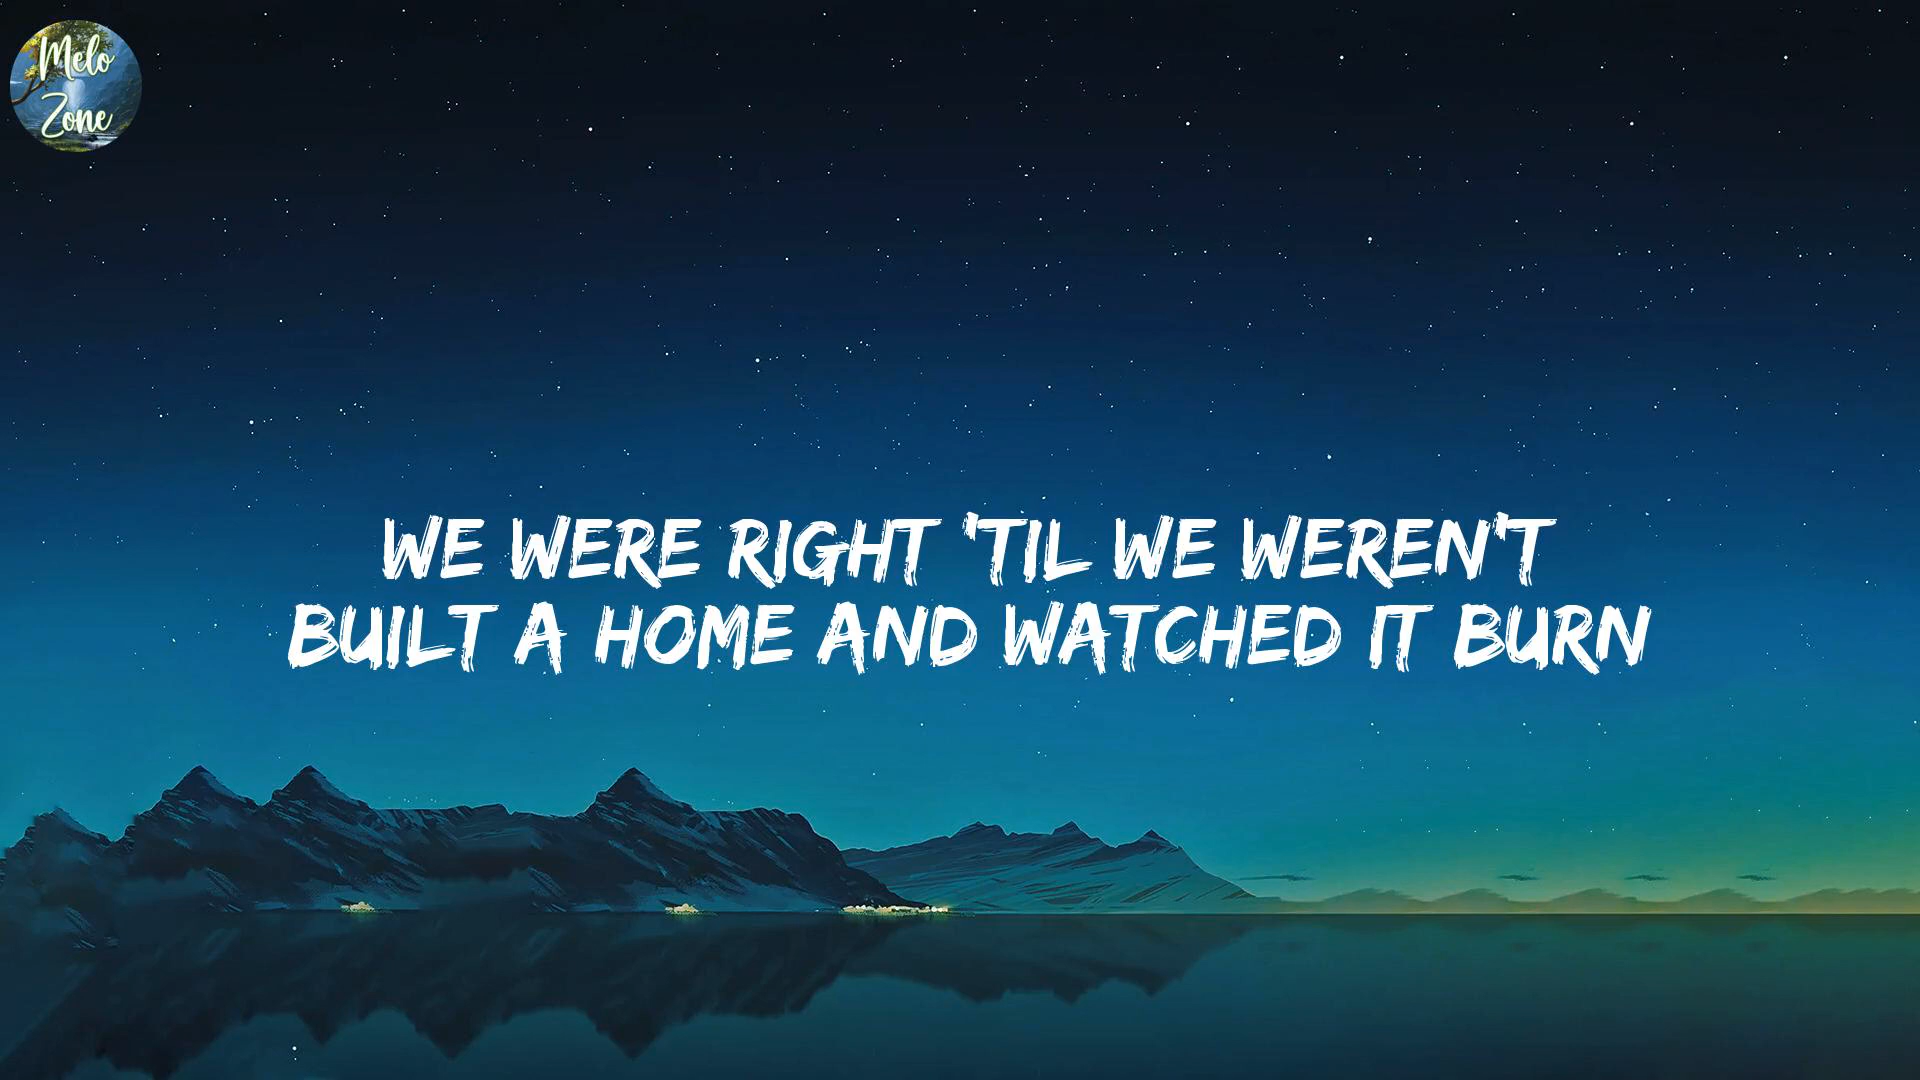 Melo
Zone
WE WERE RIGHT 'TIL WE WEREN'T
BUILT A HOME AND WATCHED IT BURN